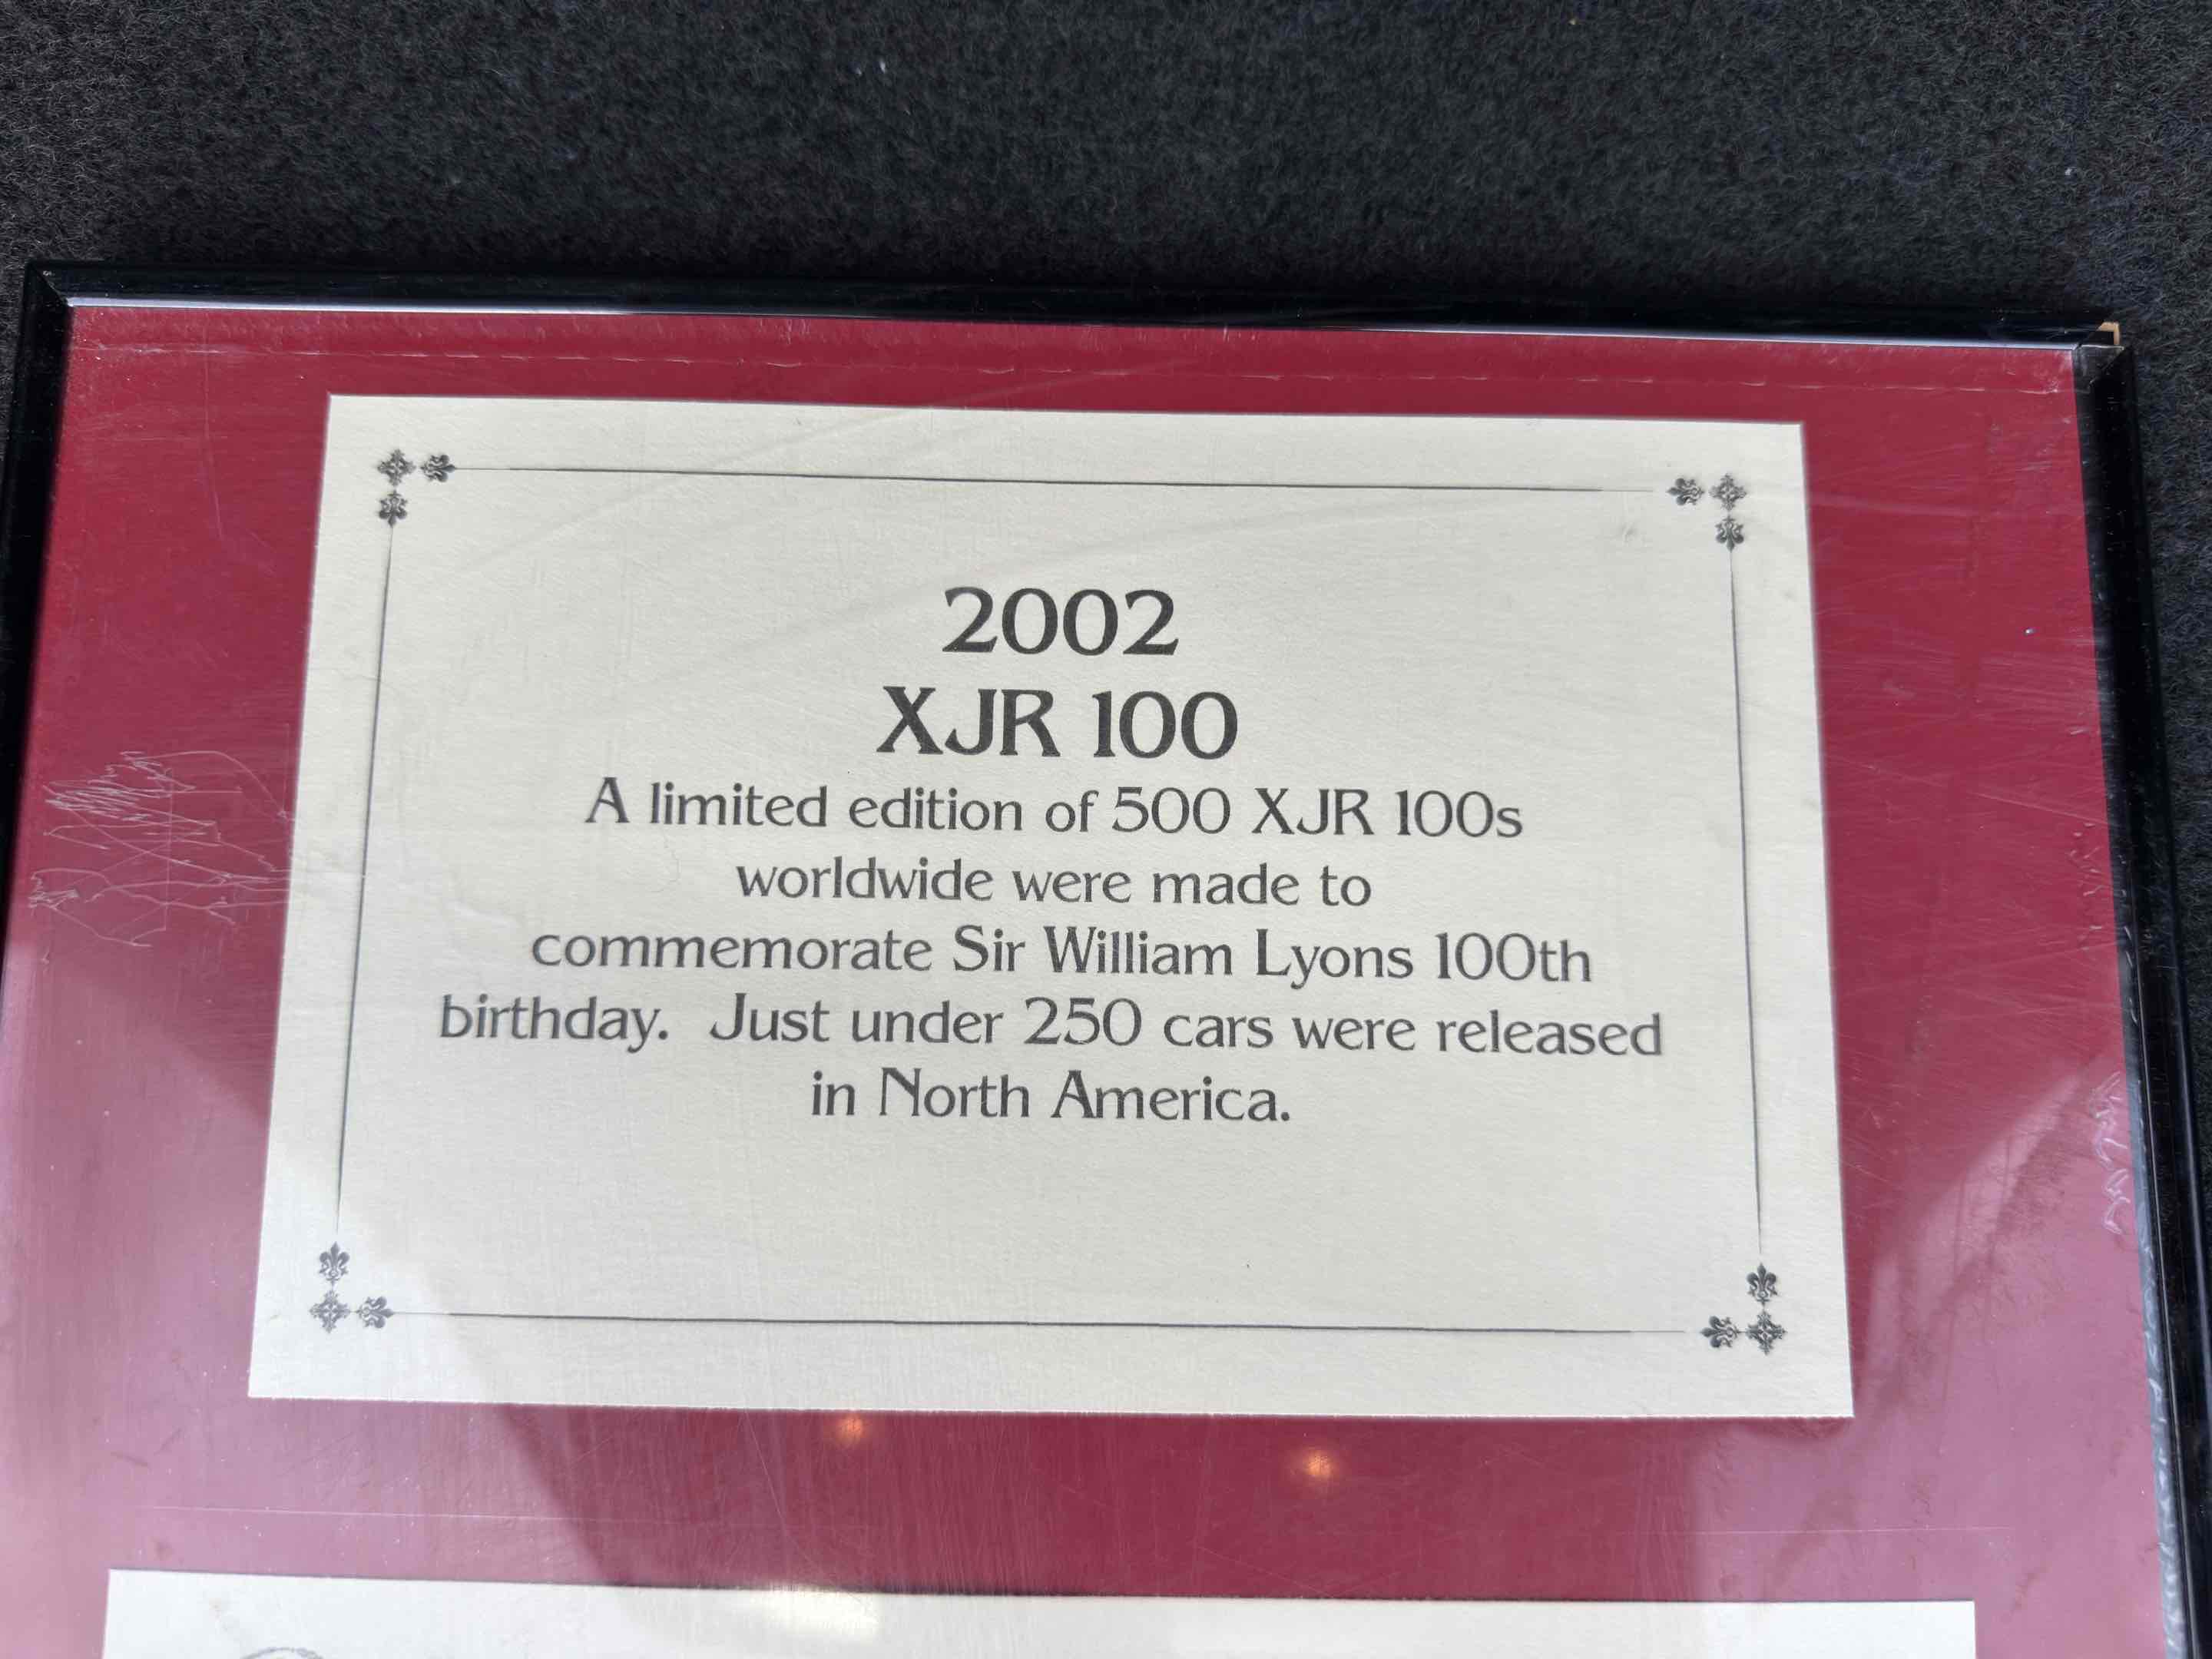 2002
XJR 100
A limited edition of 500 XJR 100s
worldwide were made to
commemorate Sir William Lyons 100th
birthday. Just under 250 cars were released
in North America.